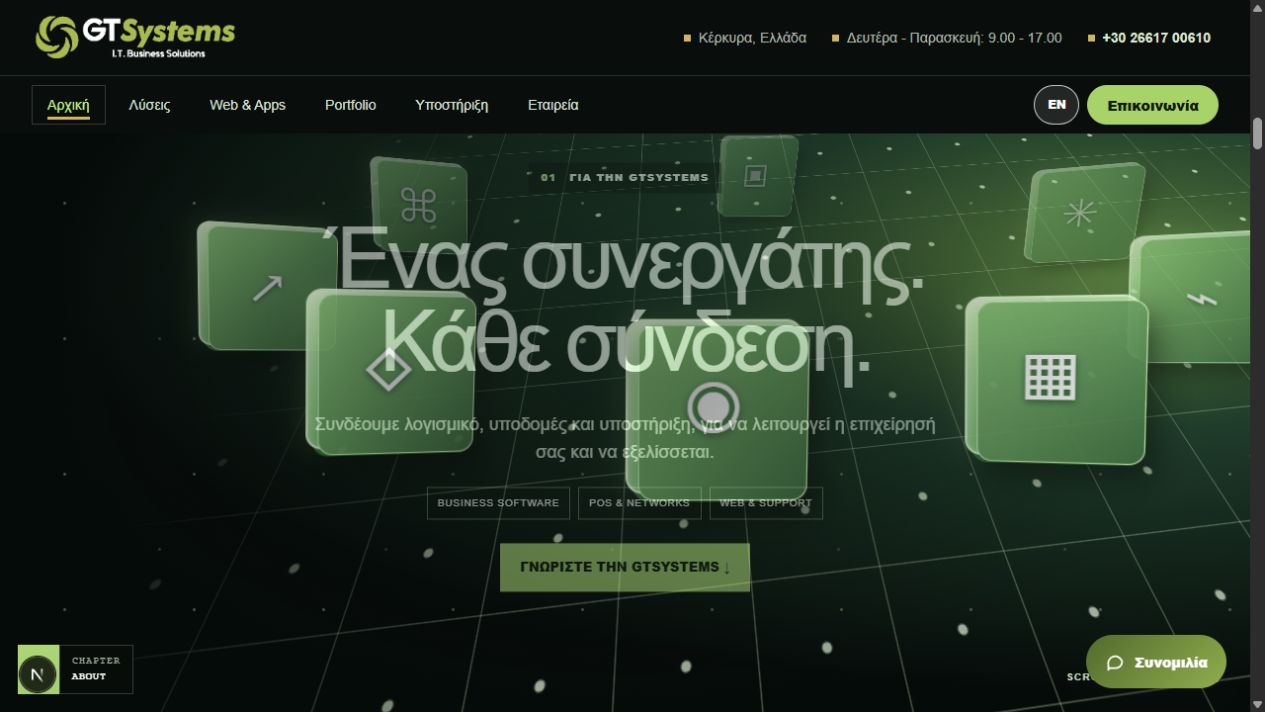 GTSystems
I.T. Business Solutions
Κέρκυρα, Ελλάδα
Δευτέρα - Παρασκευή: 9.00 - 17.00
+30 26617 00610
Αρχική
Λύσεις
Web & Apps
Portfolio
Υποστήριξη
Εταιρεία
EN
Επικοινωνία
01 ΓΙΑ ΤΗΝ GTSYSTEMS
Ένας συνεργάτης.
Κάθε σύνδεση.
Συνδέουμε λογισμικό, υποδομές και υποστήριξη, για να λειτουργεί η επιχείρησή
σας και να εξελίσσεται.
BUSINESS SOFTWARE
POS & NETWORKS
WEB & SUPPORT
ΓΝΩΡΙΣΤΕ ΤΗΝ GTSYSTEMS ↓
N
CHAPTER
ABOUT
Συνομιλία